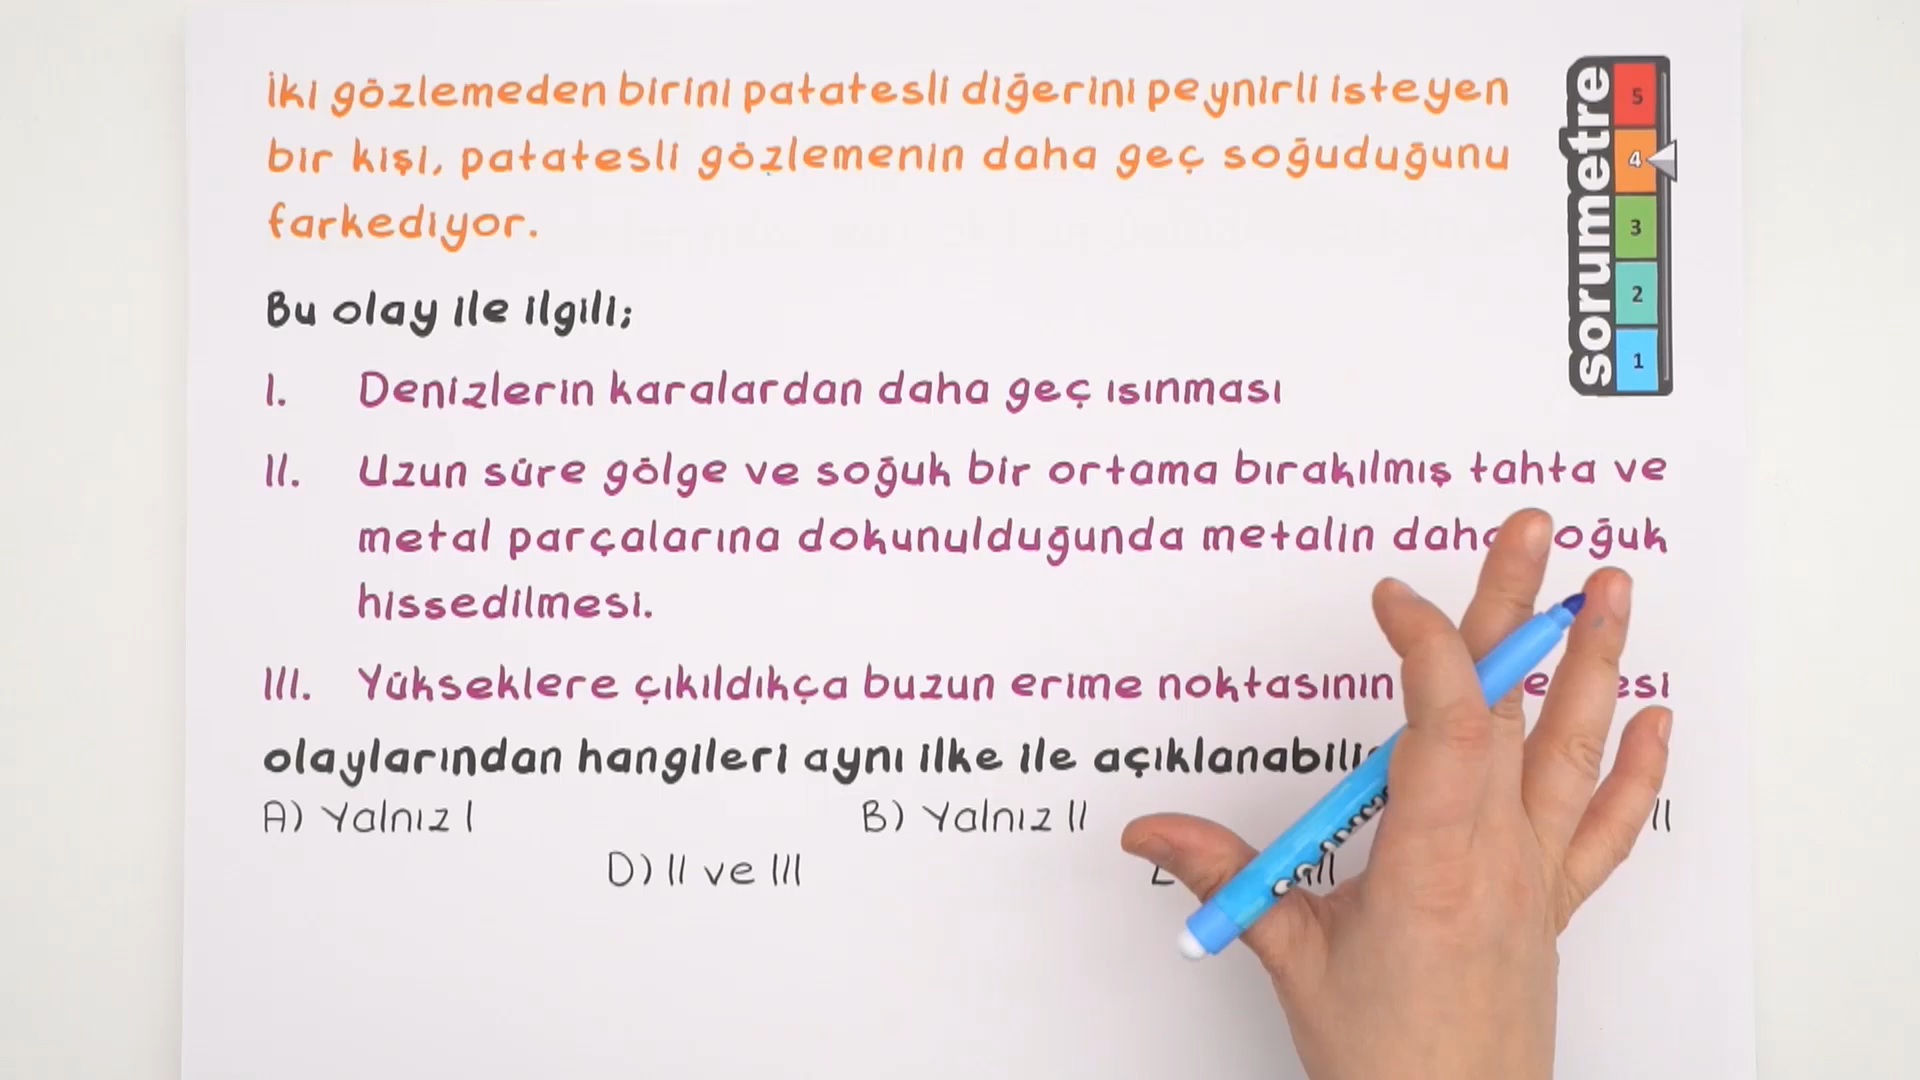 İki gözlemeden birini patatesli diğerini peynirli isteyen
bir kişi, patatesli gözlemenin daha geç soğuduğunu
farkediyor.
Bu olay ile ilgili;
I. Denizlerin karalardan daha geç ısınması
II. Uzun süre gölge ve soğuk bir ortama bırakılmış tahta ve
metal parçalarına dokunulduğunda metalin
hissedilmesi.
III. Yükseklere çıkıldıkça buzun erime noktasının
olaylarından hangileri aynı ilke ile
A) Yalnız I
B) Yalnız II
II
D) II ve III
sorumetre
5
4
3
2
1